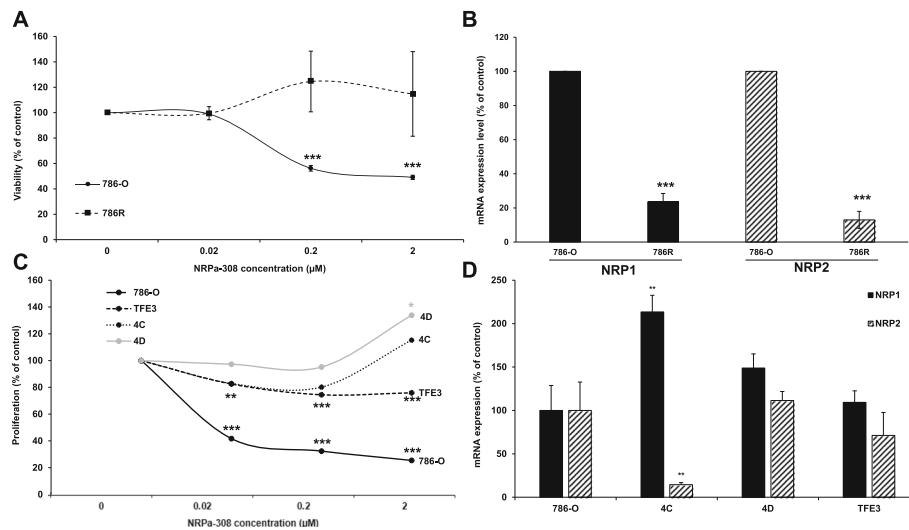 A
160
140
120
100
80
60
40
20
0
Viability (% of control)
***
***
786-O
786R
0
0.02
0.2
2
NRPa-308 concentration (µM)
B
120
100
80
60
40
20
0
mRNA expression level (% of control)
***
***
786-O
786R
786-O
786R
NRP1
NRP2
C
160
140
120
100
80
60
40
20
0
Proliferation (% of control)
786-O
TFE3
4C
4D
*
4D
4C
**
***
TFE3
***
***
***
***
786-O
0
0.02
0.2
2
NRPa-308 concentration (µM)
D
250
200
150
100
50
0
mRNA expression (% of control)
**
**
NRP1
NRP2
786-O
4C
4D
TFE3